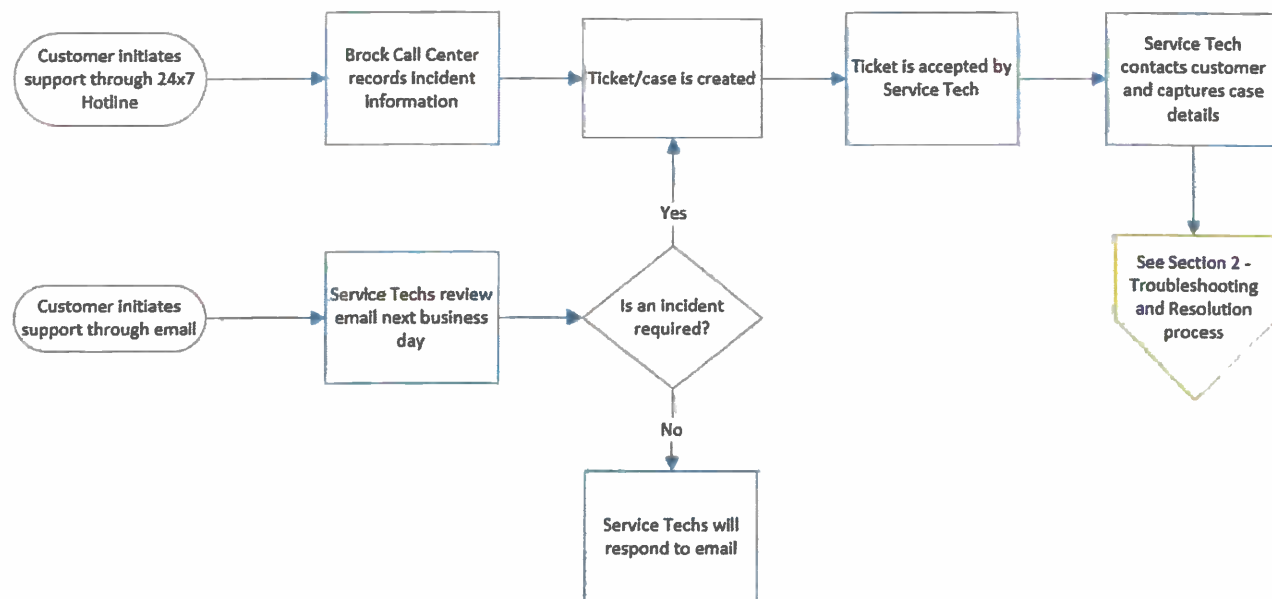 Customer initiates
support through 24x7
Hotline
Brock Call Center
records incident
information
Ticket/case is created
Ticket is accepted by
Service Tech
Service Tech
contacts customer
and captures case
details
Yes
Customer initiates
support through email
Service Techs review
email next business
day
Is an incident
required?
See Section 2 -
Troubleshooting
and Resolution
process
No
Service Techs will
respond to email